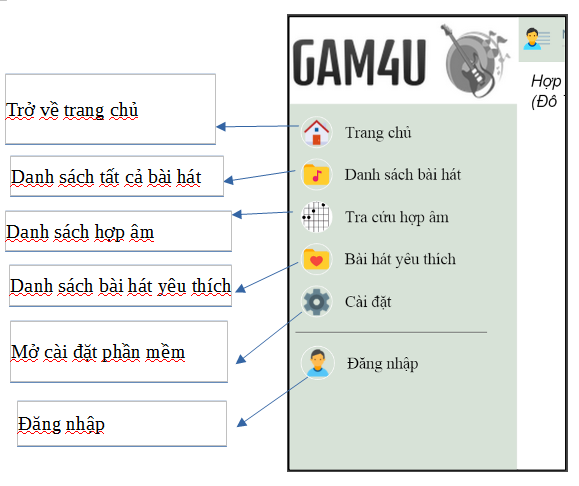 GAM4U
Hợp
(Đô
Trở về trang chủ
Trang chủ
Danh sách tất cả bài hát
Danh sách bài hát
Danh sách hợp âm
Tra cứu hợp âm
Danh sách bài hát yêu thích
Bài hát yêu thích
Mở cài đặt phần mềm
Cài đặt
Đăng nhập
Đăng nhập